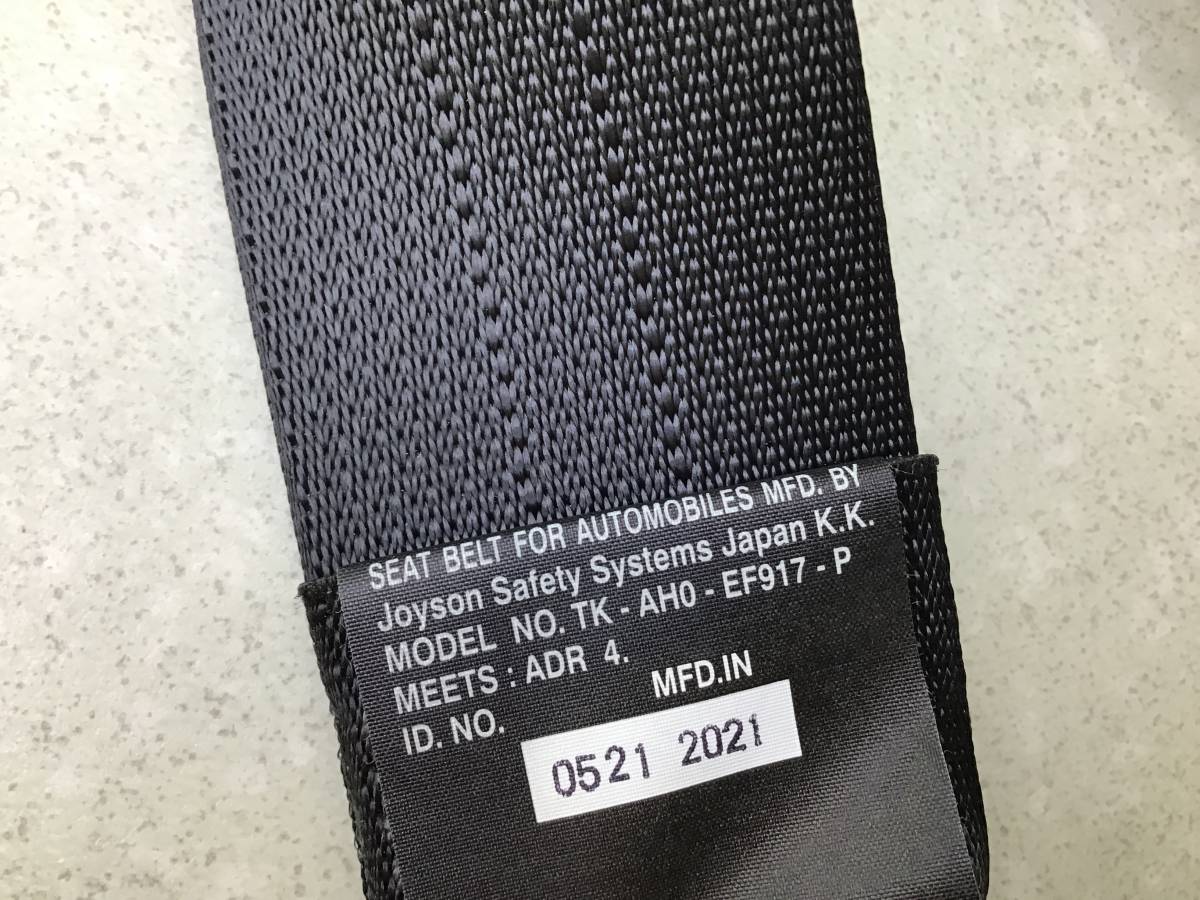 SEAT BELT FOR AUTOMOBILES MFD. BY
Joyson Safety Systems Japan K.K.
MODEL NO. TK - AH0 - EF917 - P
MEETS : ADR 4.
ID. NO. MFD.IN
0521 2021